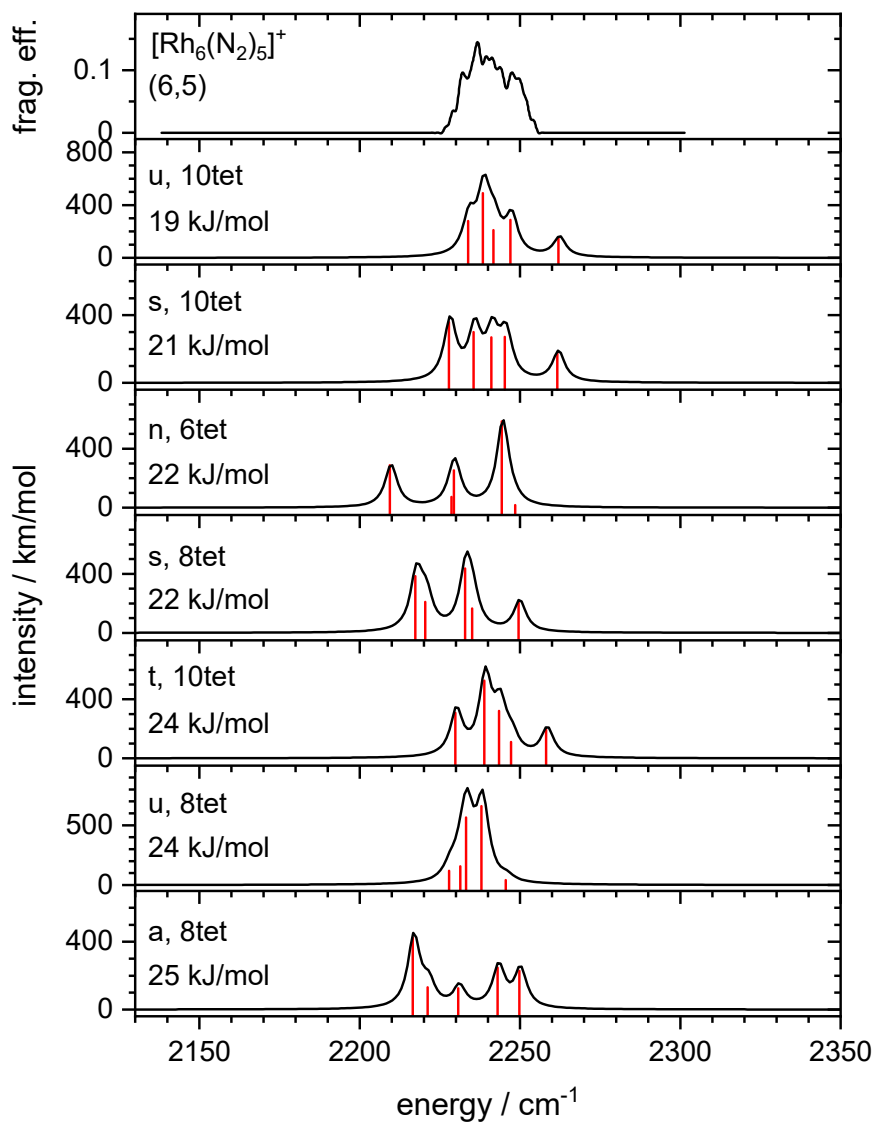 frag. eff.
0.1
0
[Rh₆(N₂)₅]⁺
(6,5)
intensity / km/mol
800
400
0
u, 10tet
19 kJ/mol
400
0
s, 10tet
21 kJ/mol
400
0
n, 6tet
22 kJ/mol
400
0
s, 8tet
22 kJ/mol
400
0
t, 10tet
24 kJ/mol
500
0
u, 8tet
24 kJ/mol
400
0
a, 8tet
25 kJ/mol
2150 2200 2250 2300 2350
energy / cm⁻¹